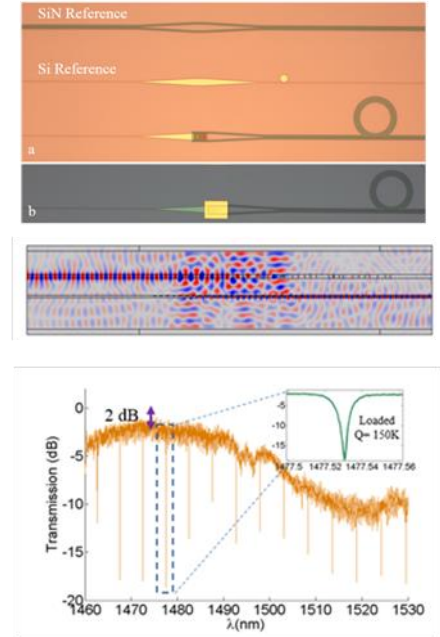 SiN Reference
Si Reference
a
b
0
-5
-10
-15
-20
Transmission (dB)
2 dB
-5
-10
-15
Loaded
Q= 150K
1477.5 1477.52 1477.54 1477.56
1460 1470 1480 1490 1500 1510 1520 1530
λ(nm)